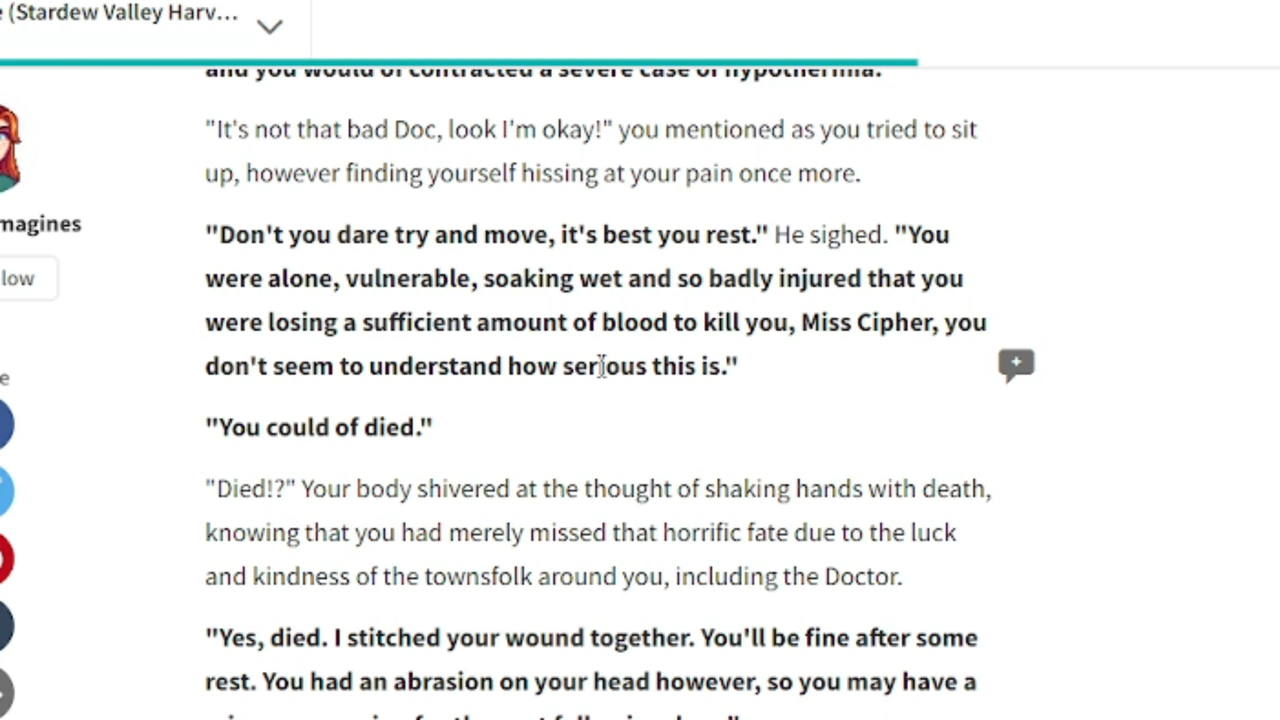 e (Stardew Valley Harv...
and you would of contracted a severe case of hypothermia.
"It's not that bad Doc, look I'm okay!" you mentioned as you tried to sit
up, however finding yourself hissing at your pain once more.
magines
"Don't you dare try and move, it's best you rest." He sighed. "You
low
were alone, vulnerable, soaking wet and so badly injured that you
were losing a sufficient amount of blood to kill you, Miss Cipher, you
don't seem to understand how serious this is."
e
"You could of died."
"Died!?" Your body shivered at the thought of shaking hands with death,
knowing that you had merely missed that horrific fate due to the luck
and kindness of the townsfolk around you, including the Doctor.
"Yes, died. I stitched your wound together. You'll be fine after some
rest. You had an abrasion on your head however, so you may have a